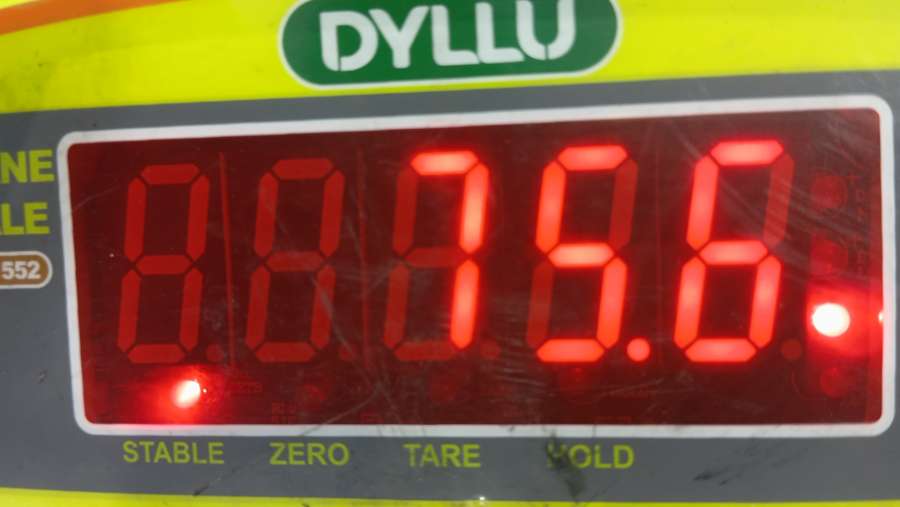 DYLLU
NE
LE
552
75.6
STABLE ZERO TARE HOLD